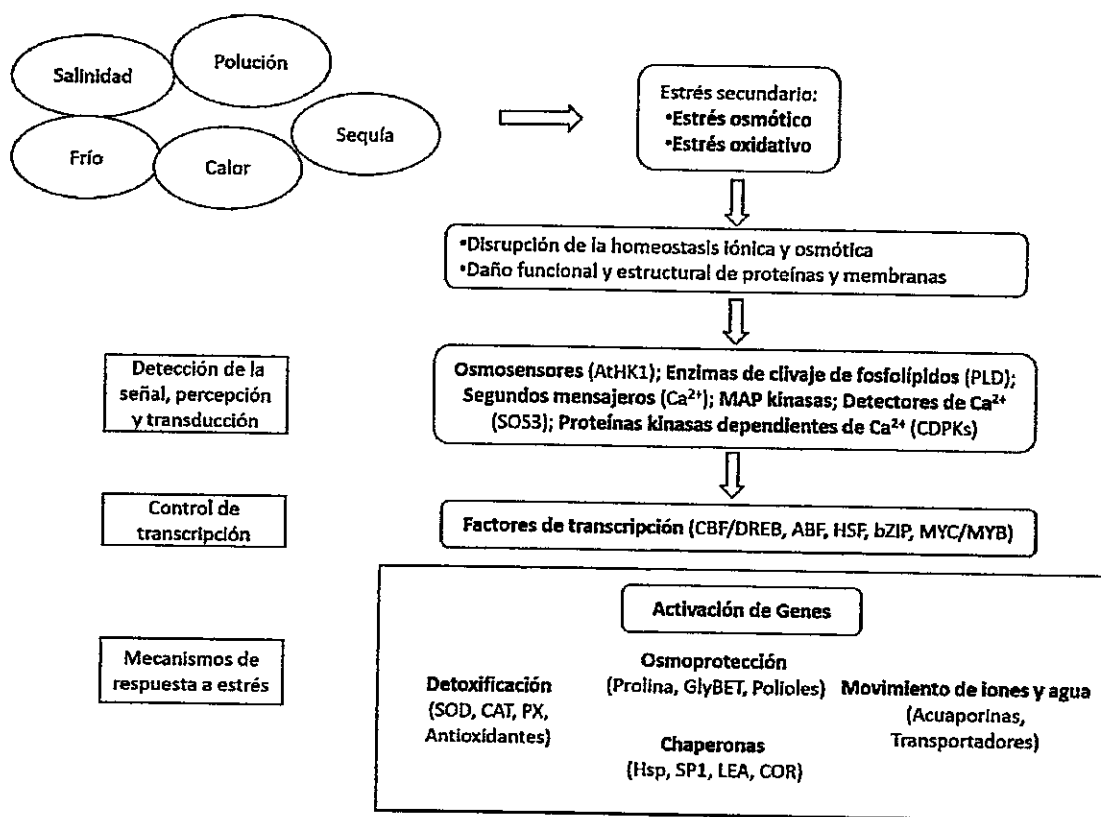 Salinidad
Polución
Frío
Calor
Sequía
Estrés secundario:
•Estrés osmótico
•Estrés oxidativo
•Disrupción de la homeostasis iónica y osmótica
•Daño funcional y estructural de proteínas y membranas
Detección de la
señal, percepción
y transducción
Osmosensores (AtHK1); Enzimas de clivaje de fosfolípidos (PLD);
Segundos mensajeros (Ca²⁺); MAP kinasas; Detectores de Ca²⁺
(SOS3); Proteínas kinasas dependientes de Ca²⁺ (CDPKs)
Control de
transcripción
Factores de transcripción (CBF/DREB, ABF, HSF, bZIP, MYC/MYB)
Mecanismos de
respuesta a estrés
Activación de Genes
Detoxificación
(SOD, CAT, PX,
Antioxidantes)
Osmoprotección
(Prolina, GlyBET, Polioles)
Chaperonas
(Hsp, SP1, LEA, COR)
Movimiento de iones y agua
(Acuaporinas,
Transportadores)